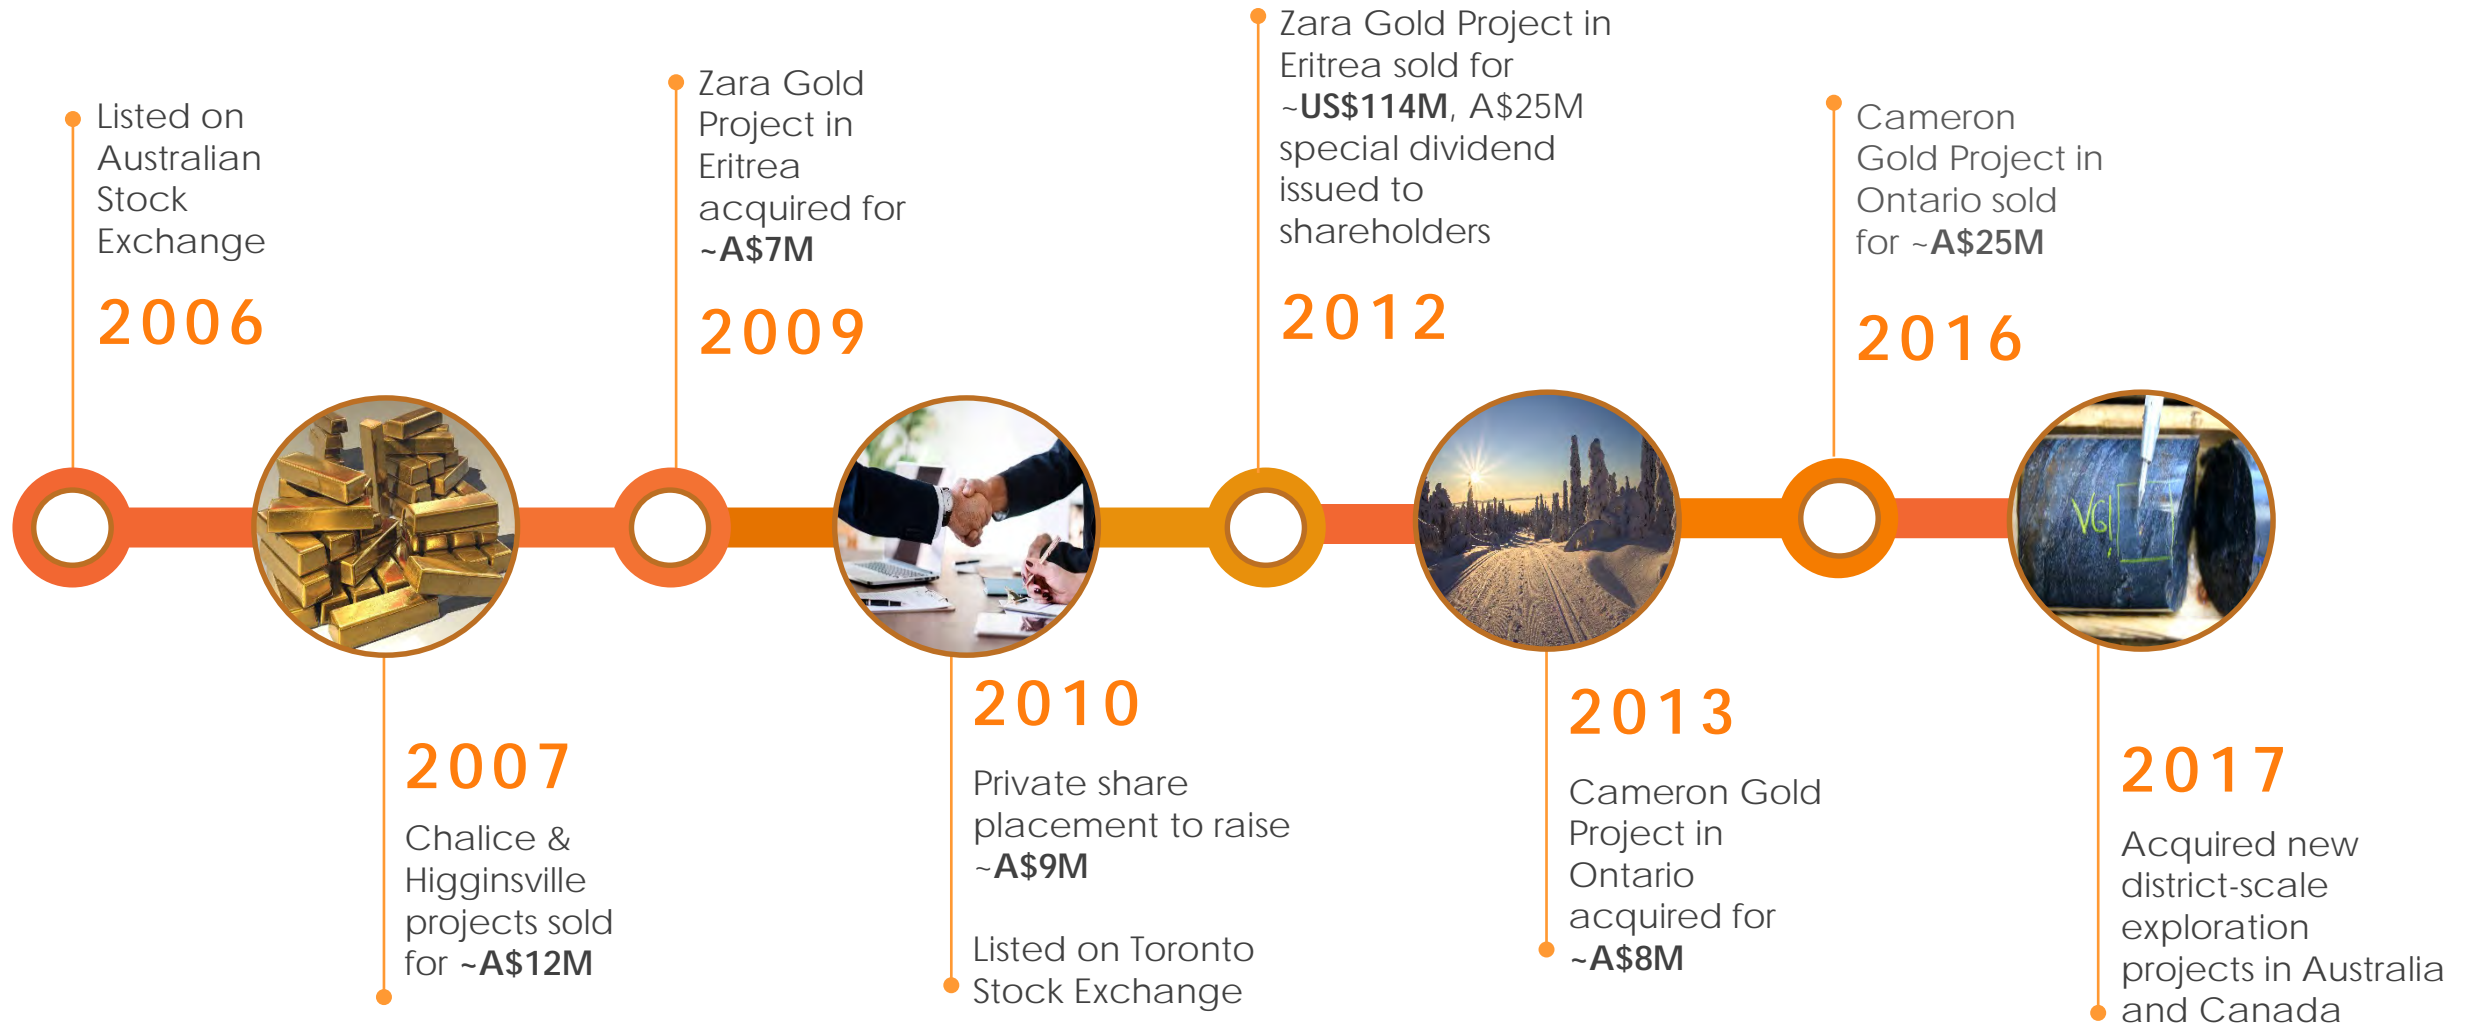 Listed on
Australian
Stock
Exchange
2006
2007
Chalice &
Higginsville
projects sold
for ~A$12M
Zara Gold
Project in
Eritrea
acquired for
~A$7M
2009
2010
Private share
placement to raise
~A$9M
Listed on Toronto
Stock Exchange
Zara Gold Project in
Eritrea sold for
~US$114M, A$25M
special dividend
issued to
shareholders
2012
2013
Cameron Gold
Project in
Ontario
acquired for
~A$8M
Cameron
Gold Project in
Ontario sold
for ~A$25M
2016
VG!
2017
Acquired new
district-scale
exploration
projects in Australia
and Canada